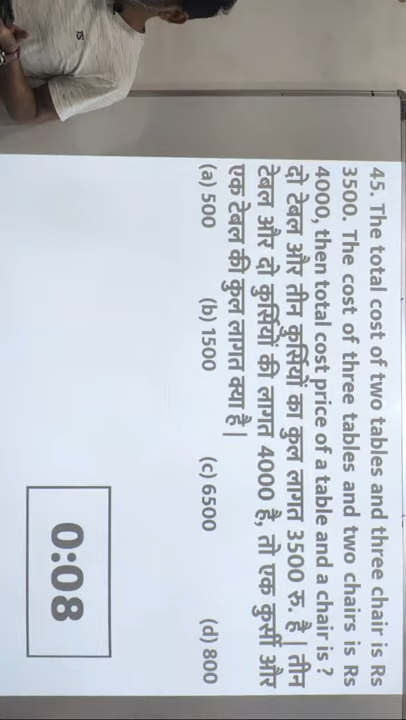 45. The total cost of two tables and three chair is Rs
3500. The cost of three tables and two chairs is Rs
4000, then total cost price of a table and a chair is ?
दो टेबल और तीन कुर्सियों का कुल लागत 3500 रु. है | तीन
टेबल और दो कुर्सियों की लागत 4000 है, तो एक कुर्सी और
एक टेबल की कुल लागत क्या है |
(a) 500 (b) 1500 (c) 6500 (d) 800
0:08